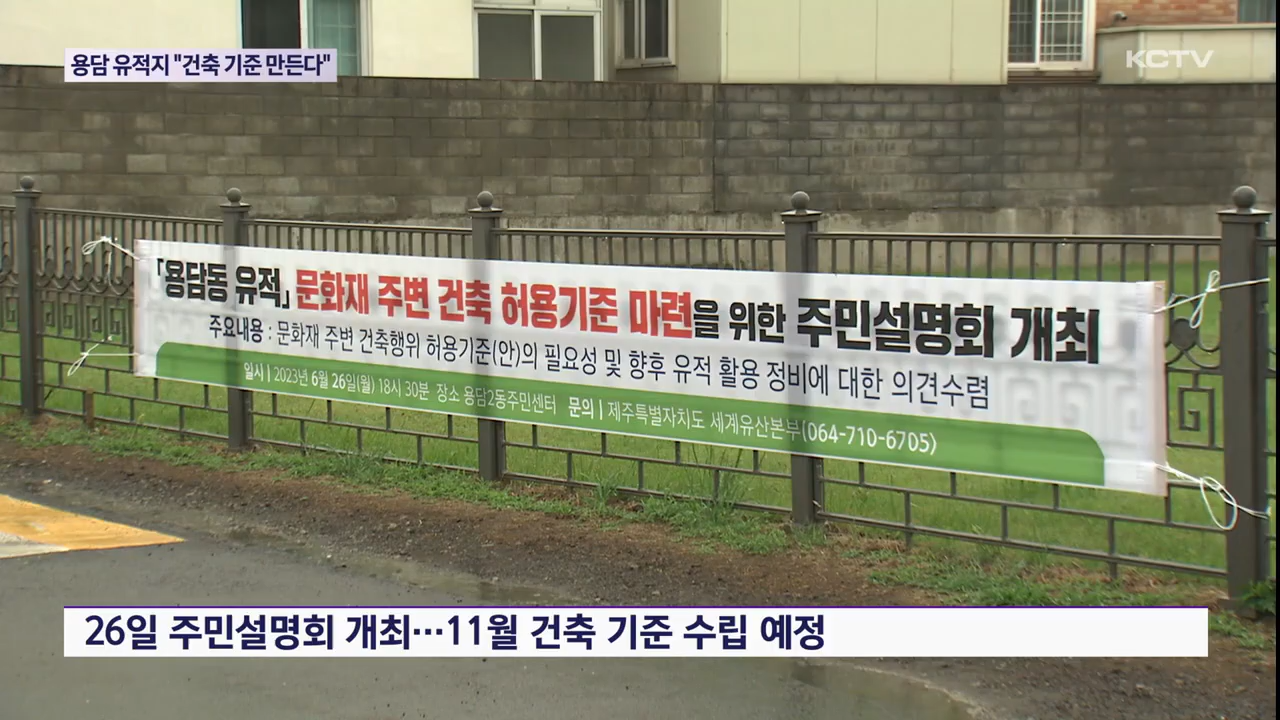 용담 유적지 "건축 기준 만든다"
KCTV
「용담동 유적」 문화재 주변 건축 허용기준 마련을 위한 주민설명회 개최
주요내용 : 문화재 주변 건축행위 허용기준(안)의 필요성 및 향후 유적 활용 정비에 대한 의견수렴
일시 | 2023년 6월 26일(월) 18시 30분 장소 용담2동주민센터 문의 | 제주특별자치도 세계유산본부(064-710-6705)
26일 주민설명회 개최···11월 건축 기준 수립 예정